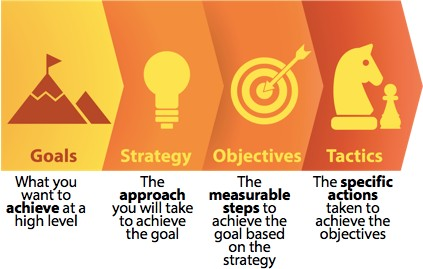 Goals
What you
want to
achieve at a
high level
Strategy
The
approach
you will take
to achieve
the goal
Objectives
The
measurable
steps to
achieve the
goal based
on the
strategy
Tactics
The specific
actions
taken to
achieve the
objectives